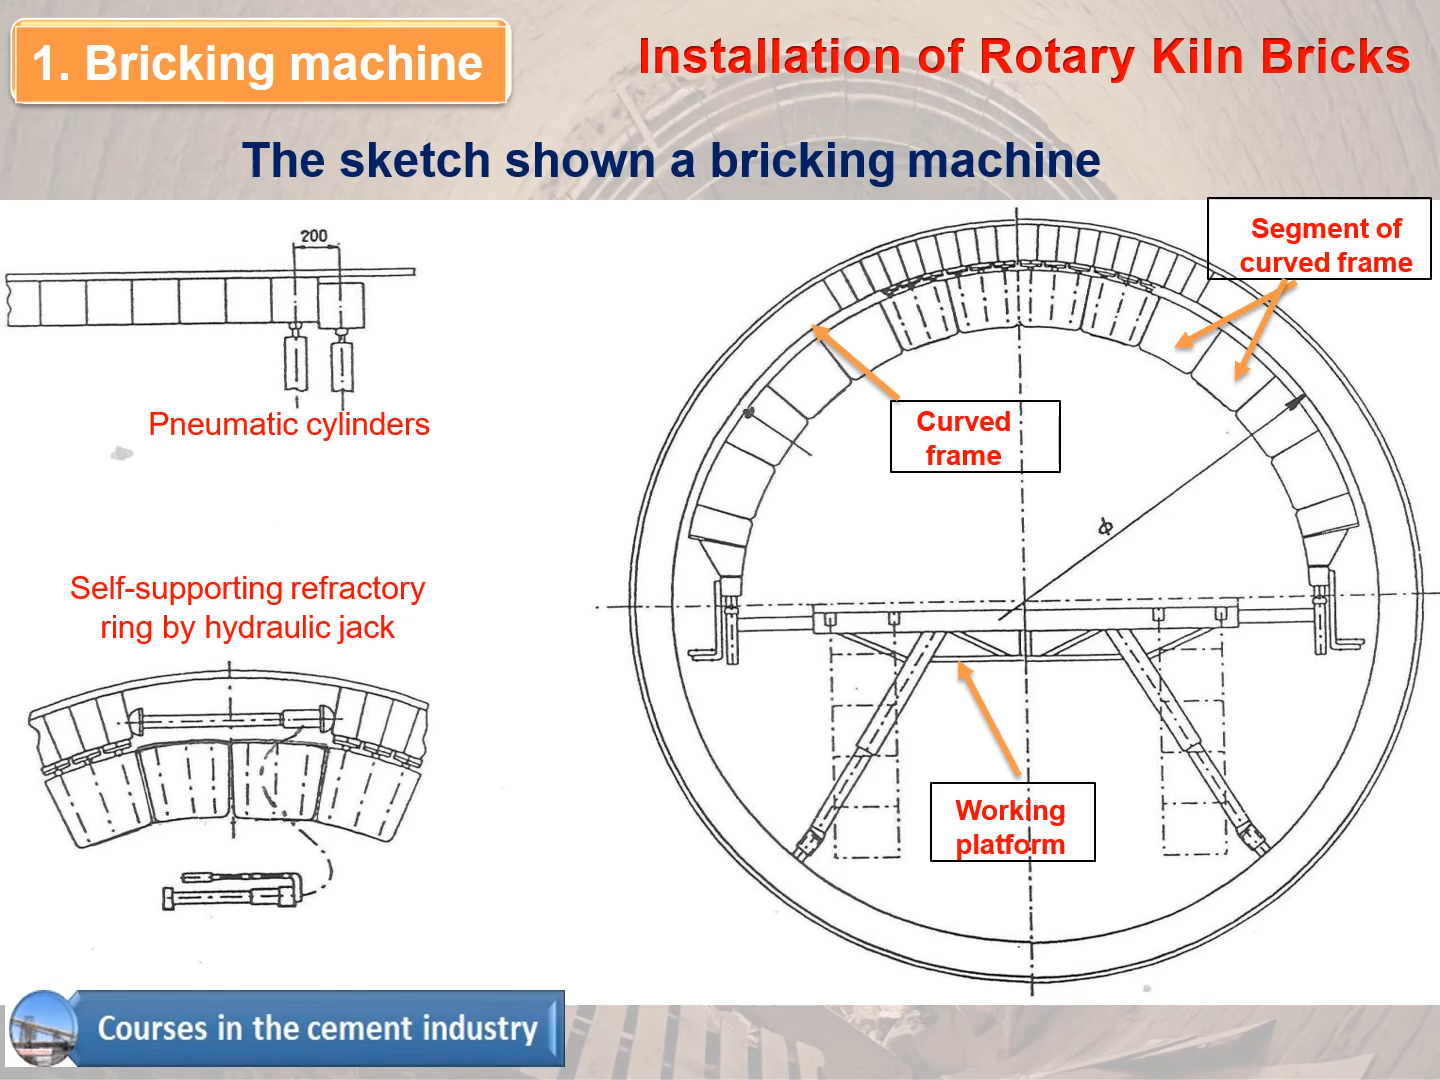 1. Bricking machine
Installation of Rotary Kiln Bricks
The sketch shown a bricking machine
200
Pneumatic cylinders
Self-supporting refractory
ring by hydraulic jack
Segment of
curved frame
Curved
frame
ϕ
Working
platform
Courses in the cement industry